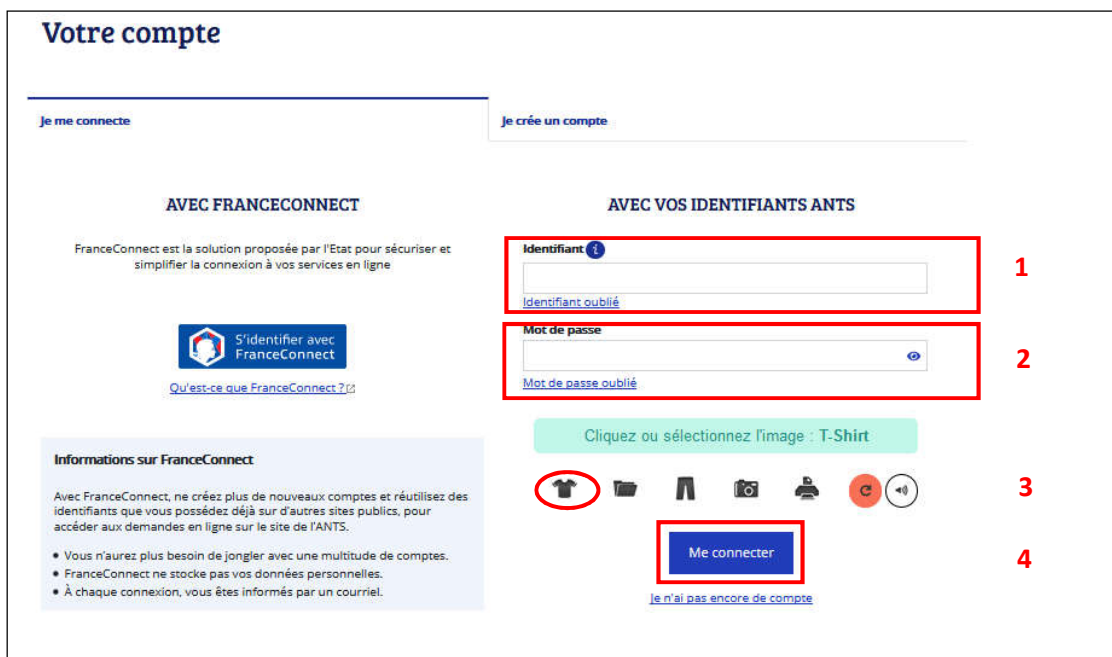 Votre compte
Je me connecte
Je crée un compte
AVEC FRANCECONNECT
FranceConnect est la solution proposée par l'Etat pour sécuriser et
simplifier la connexion à vos services en ligne
S'identifier avec
FranceConnect
Qu'est-ce que FranceConnect ?
Informations sur FranceConnect
Avec FranceConnect, ne créez plus de nouveaux comptes et réutilisez des
identifiants que vous possédez déjà sur d'autres sites publics, pour
accéder aux demandes en ligne sur le site de l'ANTS.
• Vous n'aurez plus besoin de jongler avec une multitude de comptes.
• FranceConnect ne stocke pas vos données personnelles.
• À chaque connexion, vous êtes informés par un courriel.
AVEC VOS IDENTIFIANTS ANTS
Identifiant i
1
Identifiant oublié
Mot de passe
2
Mot de passe oublié
Cliquez ou sélectionnez l'image : T-Shirt
3
Me connecter
4
Je n'ai pas encore de compte